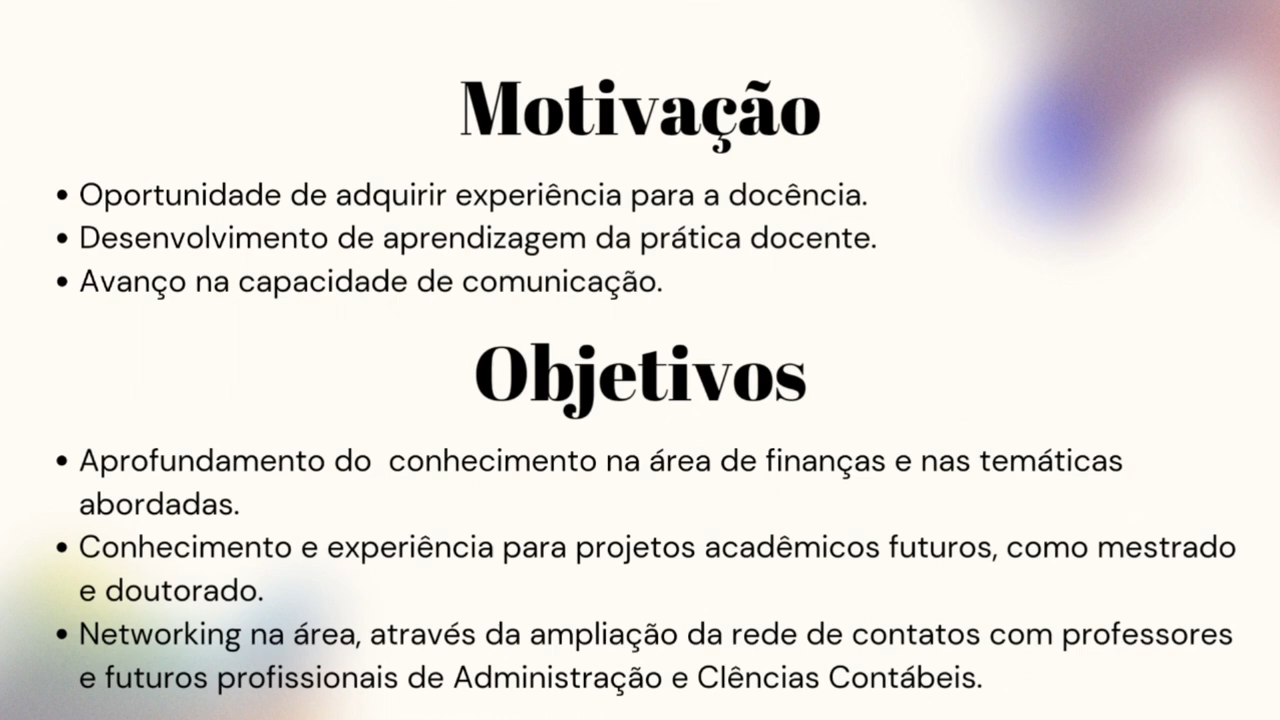 Motivação
• Oportunidade de adquirir experiência para a docência.
• Desenvolvimento de aprendizagem da prática docente.
• Avanço na capacidade de comunicação.
Objetivos
• Aprofundamento do  conhecimento na área de finanças e nas temáticas
abordadas.
• Conhecimento e experiência para projetos acadêmicos futuros, como mestrado
e doutorado.
• Networking na área, através da ampliação da rede de contatos com professores
e futuros profissionais de Administração e CIências Contábeis.